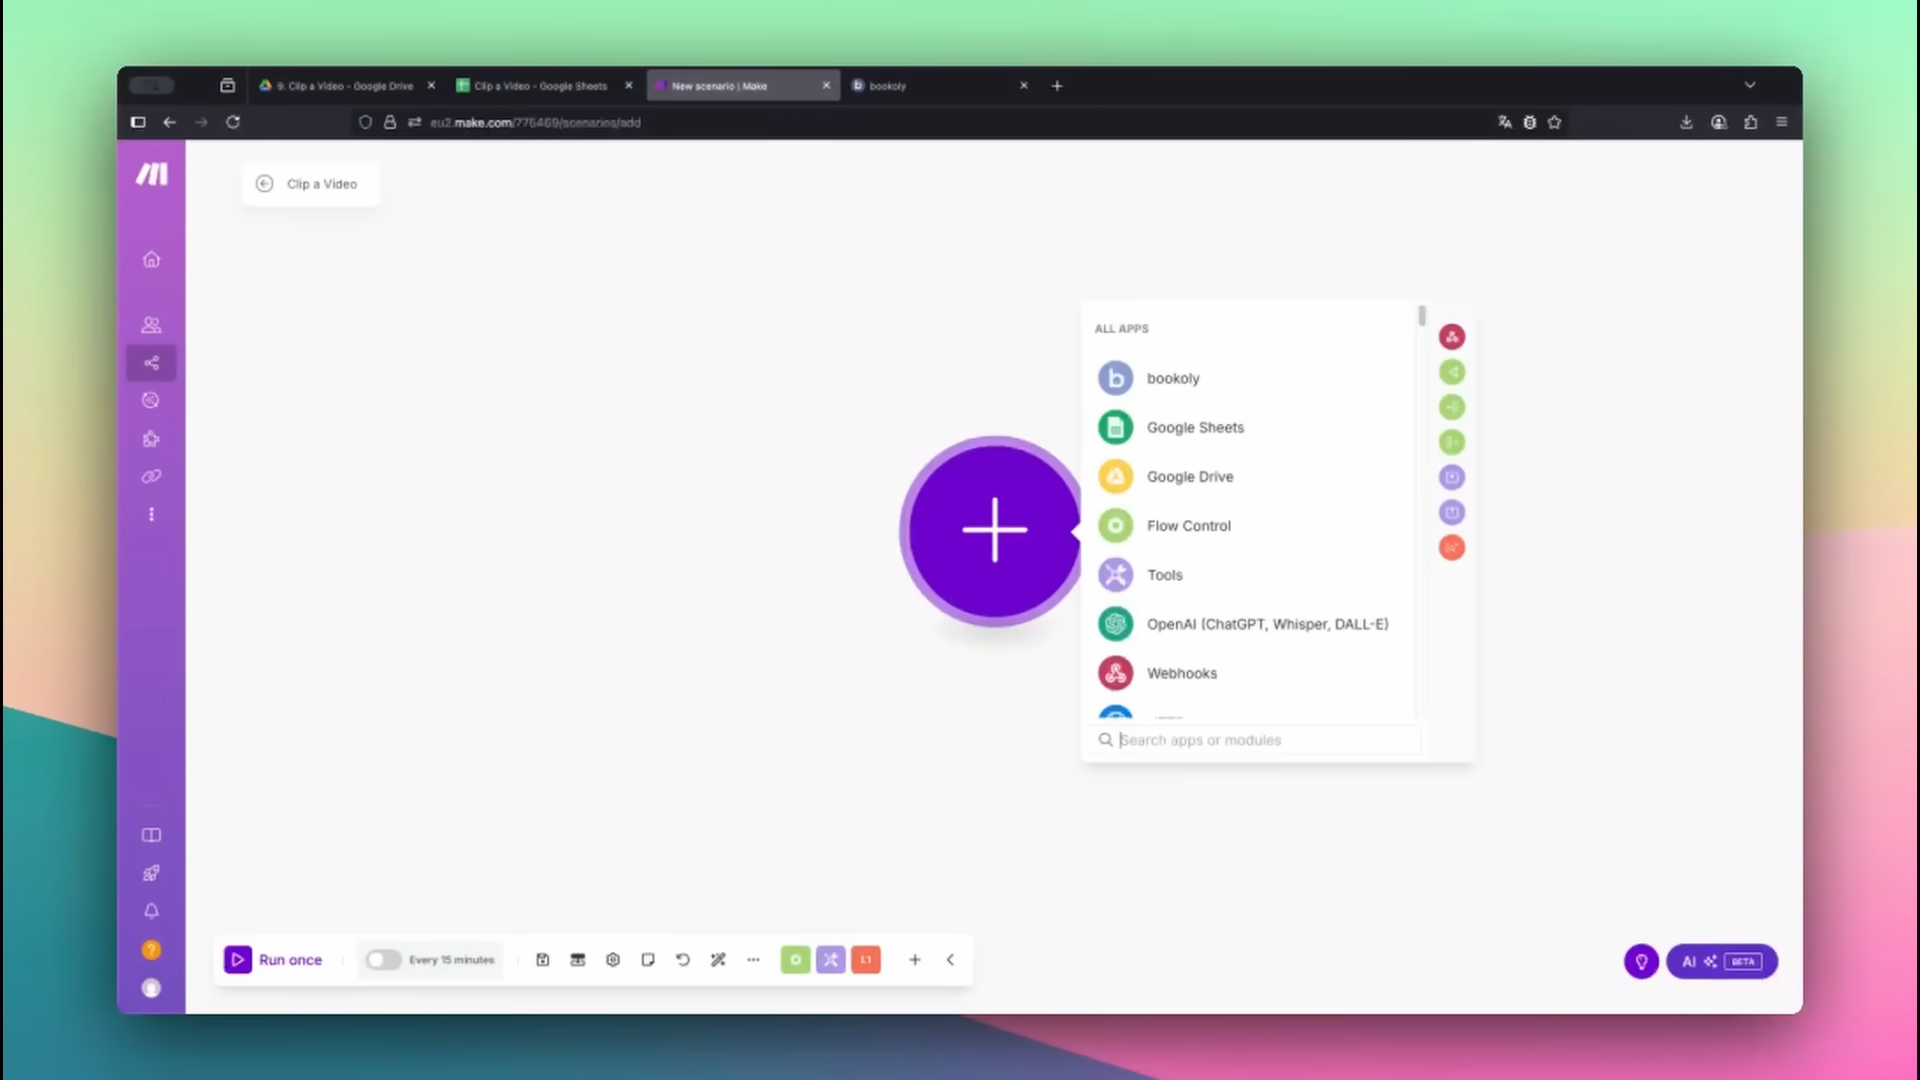 9. Clip a Video – Google Drive
Clip a Video – Google Sheets
New scenario | Make
bookoly
eu2.make.com/776469/scenarios/add
Clip a Video
ALL APPS
bookoly
Google Sheets
Google Drive
Flow Control
Tools
OpenAI (ChatGPT, Whisper, DALL-E)
Webhooks
Search apps or modules
Run once
Every 15 minutes
AI
BETA